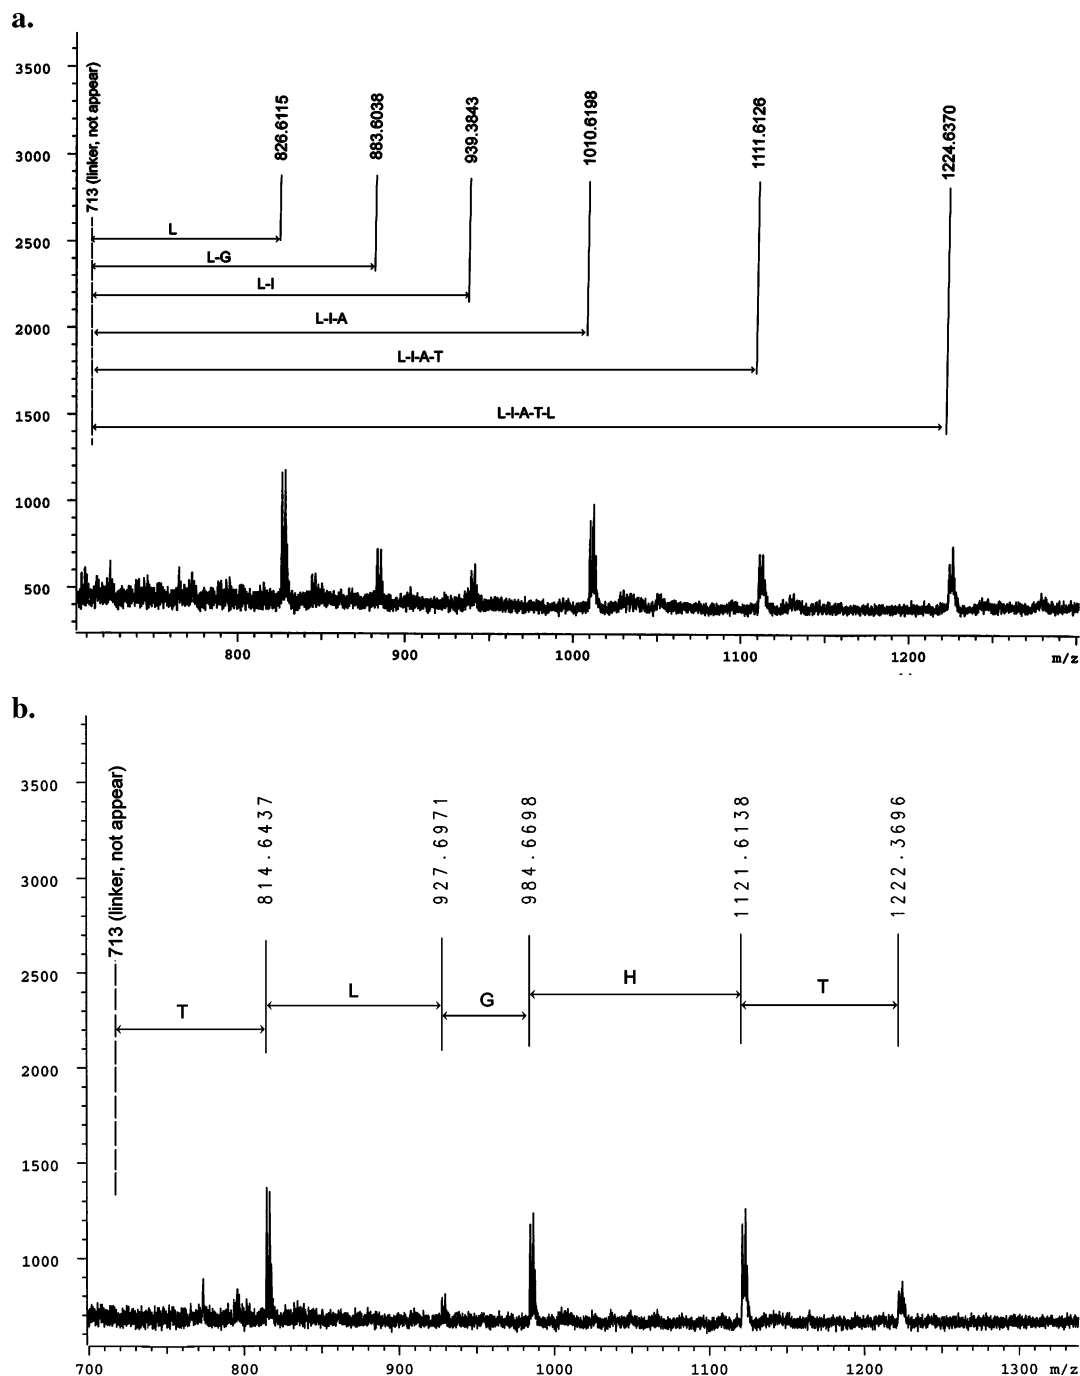 a.
3500
3000
2500
2000
1500
1000
500
713 (linker, not appear)
826.6115
883.6038
939.3843
1010.6198
1111.6126
1224.6370
L
L-G
L-I
L-I-A
L-I-A-T
L-I-A-T-L
800 900 1000 1100 1200 m/z
b.
3500
3000
2500
2000
1500
1000
713 (linker, not appear)
814.6437
927.6971
984.6698
1121.6138
1222.3696
T
L
G
H
T
700 800 900 1000 1100 1200 1300 m/z